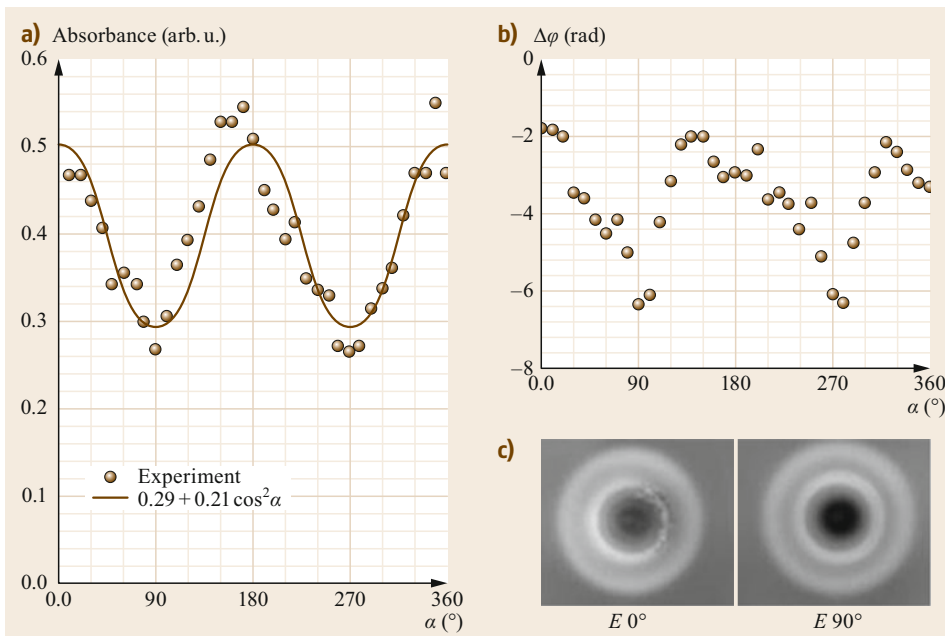 a) Absorbance (arb. u.)
0.6
0.5
0.4
0.3
0.2
0.1
0.0
Experiment
0.29 + 0.21 cos²α
0.0 90 180 270 360
α (°)
b) Δφ (rad)
0
−2
−4
−6
−8
0.0 90 180 270 360
α (°)
c)
E 0° E 90°